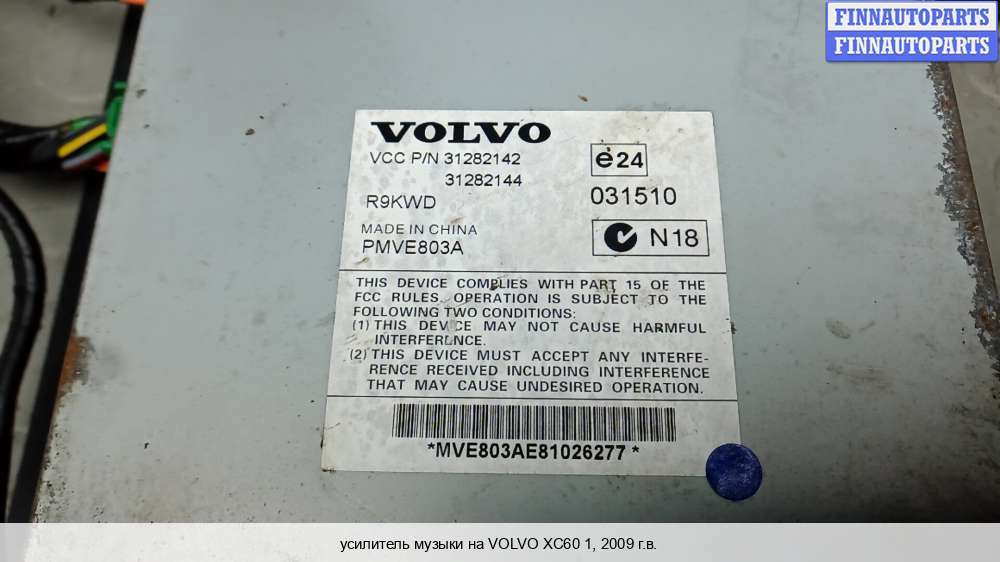 FINNAUTOPARTS
FINNAUTOPARTS
VOLVO
VCC P/N 31282142
31282144
R9KWD
MADE IN CHINA
PMVE803A
e24
031510
N18
THIS DEVICE COMPLIES WITH PART 15 OF THE
FCC RULES. OPERATION IS SUBJECT TO THE
FOLLOWING TWO CONDITIONS:
(1) THIS DEVICE MAY NOT CAUSE HARMFUL
INTERFERENCE.
(2) THIS DEVICE MUST ACCEPT ANY INTERFE-
RENCE RECEIVED INCLUDING INTERFERENCE
THAT MAY CAUSE UNDESIRED OPERATION.
*MVE803AE81026277*
усилитель музыки на VOLVO XC60 1, 2009 г.в.